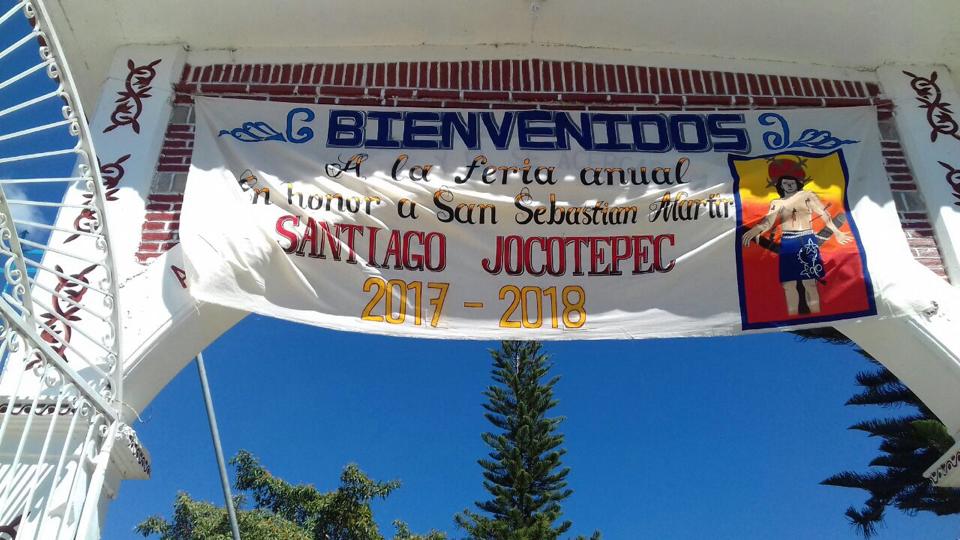 BIENVENIDOS
A la feria anual
En honor a San Sebastian Martir
SANTIAGO JOCOTEPEC
2017 - 2018